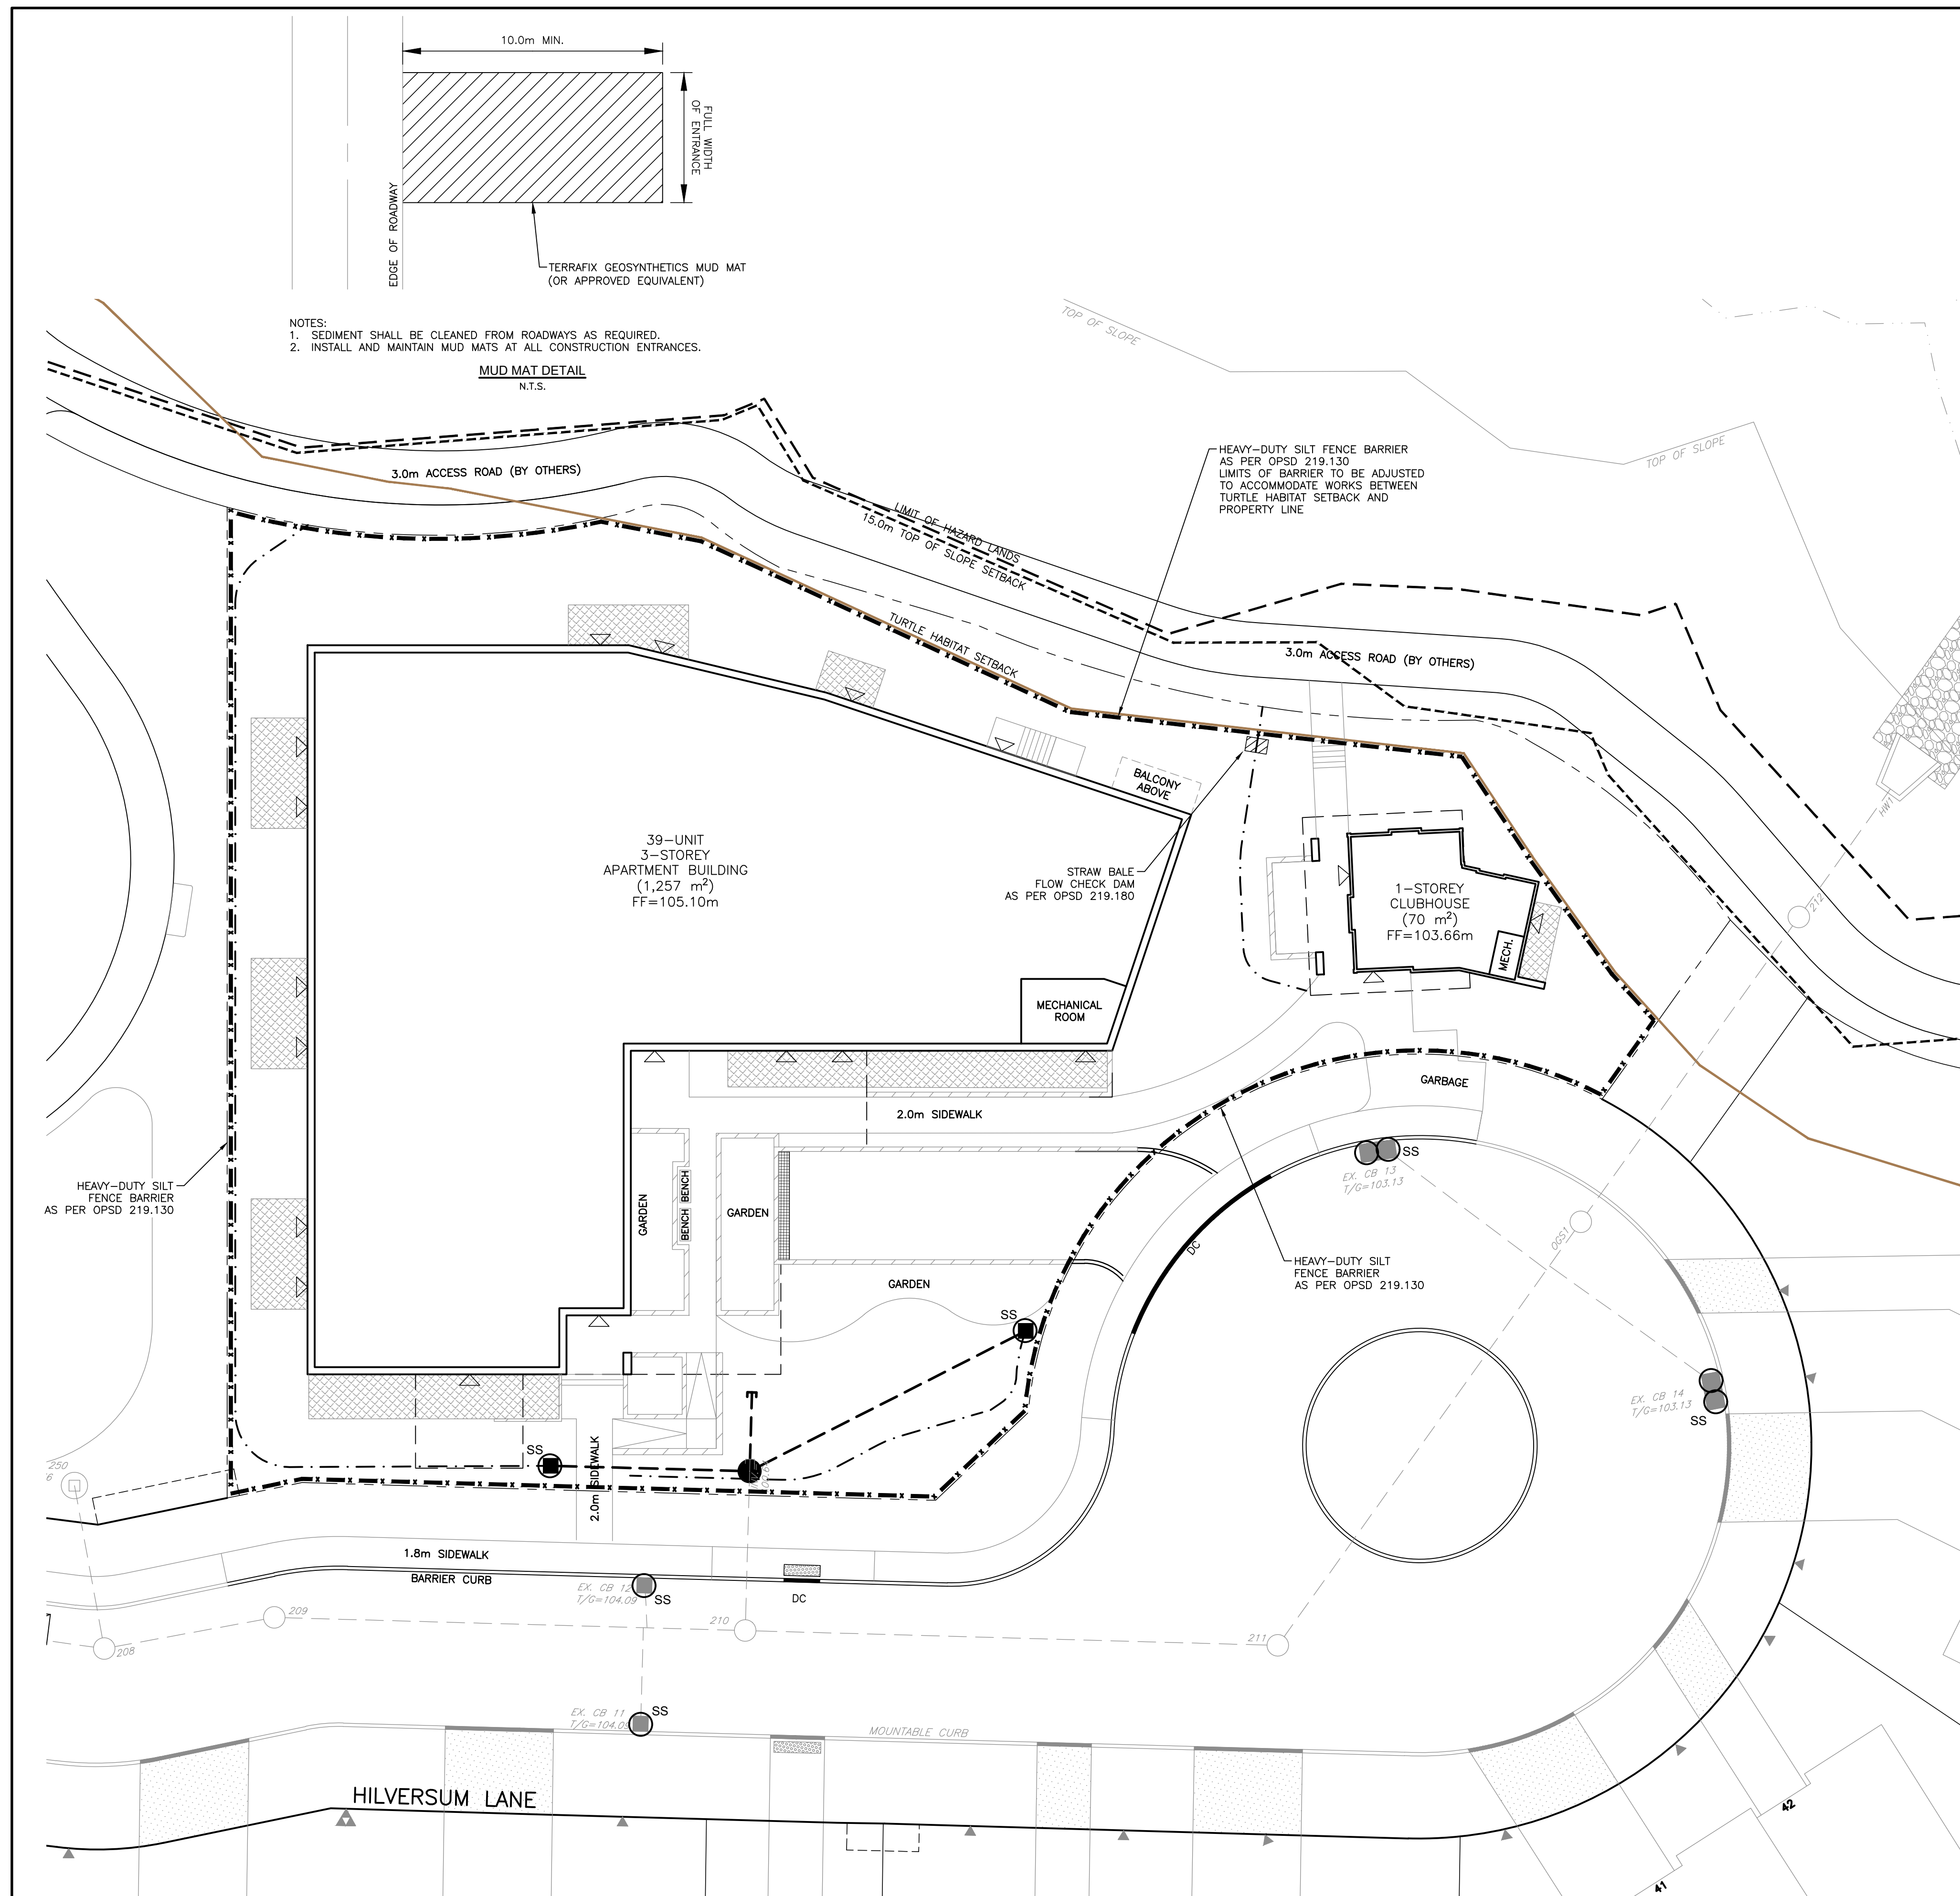 10.0m MIN.
FULL WIDTH
OF ENTRANCE
EDGE OF ROADWAY
TERRAFIX GEOSYNTHETICS MUD MAT
(OR APPROVED EQUIVALENT)
NOTES:
1. SEDIMENT SHALL BE CLEANED FROM ROADWAYS AS REQUIRED.
2. INSTALL AND MAINTAIN MUD MATS AT ALL CONSTRUCTION ENTRANCES.
MUD MAT DETAIL
N.T.S.
TOP OF SLOPE
TOP OF SLOPE
3.0m ACCESS ROAD (BY OTHERS)
HEAVY-DUTY SILT FENCE BARRIER
AS PER OPSD 219.130
LIMITS OF BARRIER TO BE ADJUSTED
TO ACCOMMODATE WORKS BETWEEN
TURTLE HABITAT SETBACK AND
PROPERTY LINE
LIMIT OF HAZARD LANDS
15.0m TOP OF SLOPE SETBACK
TURTLE HABITAT SETBACK
3.0m ACCESS ROAD (BY OTHERS)
BALCONY
ABOVE
HW1
39-UNIT
3-STOREY
APARTMENT BUILDING
(1,257 m²)
FF=105.10m
STRAW BALE
FLOW CHECK DAM
AS PER OPSD 219.180
1-STOREY
CLUBHOUSE
(70 m²)
FF=103.66m
MECH.
212
MECHANICAL
ROOM
GARBAGE
2.0m SIDEWALK
HEAVY-DUTY SILT
FENCE BARRIER
AS PER OPSD 219.130
GARDEN
BENCH BENCH
GARDEN
SS
EX. CB 13
T/G=103.13
DC
OGS1
HEAVY-DUTY SILT
FENCE BARRIER
AS PER OPSD 219.130
GARDEN
SS
EX. CB 14
T/G=103.13
SS
SS
250
6
2.0m SIDEWALK
1.8m SIDEWALK
BARRIER CURB
EX. CB 12
T/G=104.09
SS
DC
209
210
211
208
EX. CB 11
T/G=104.09
SS
MOUNTABLE CURB
HILVERSUM LANE
42
41